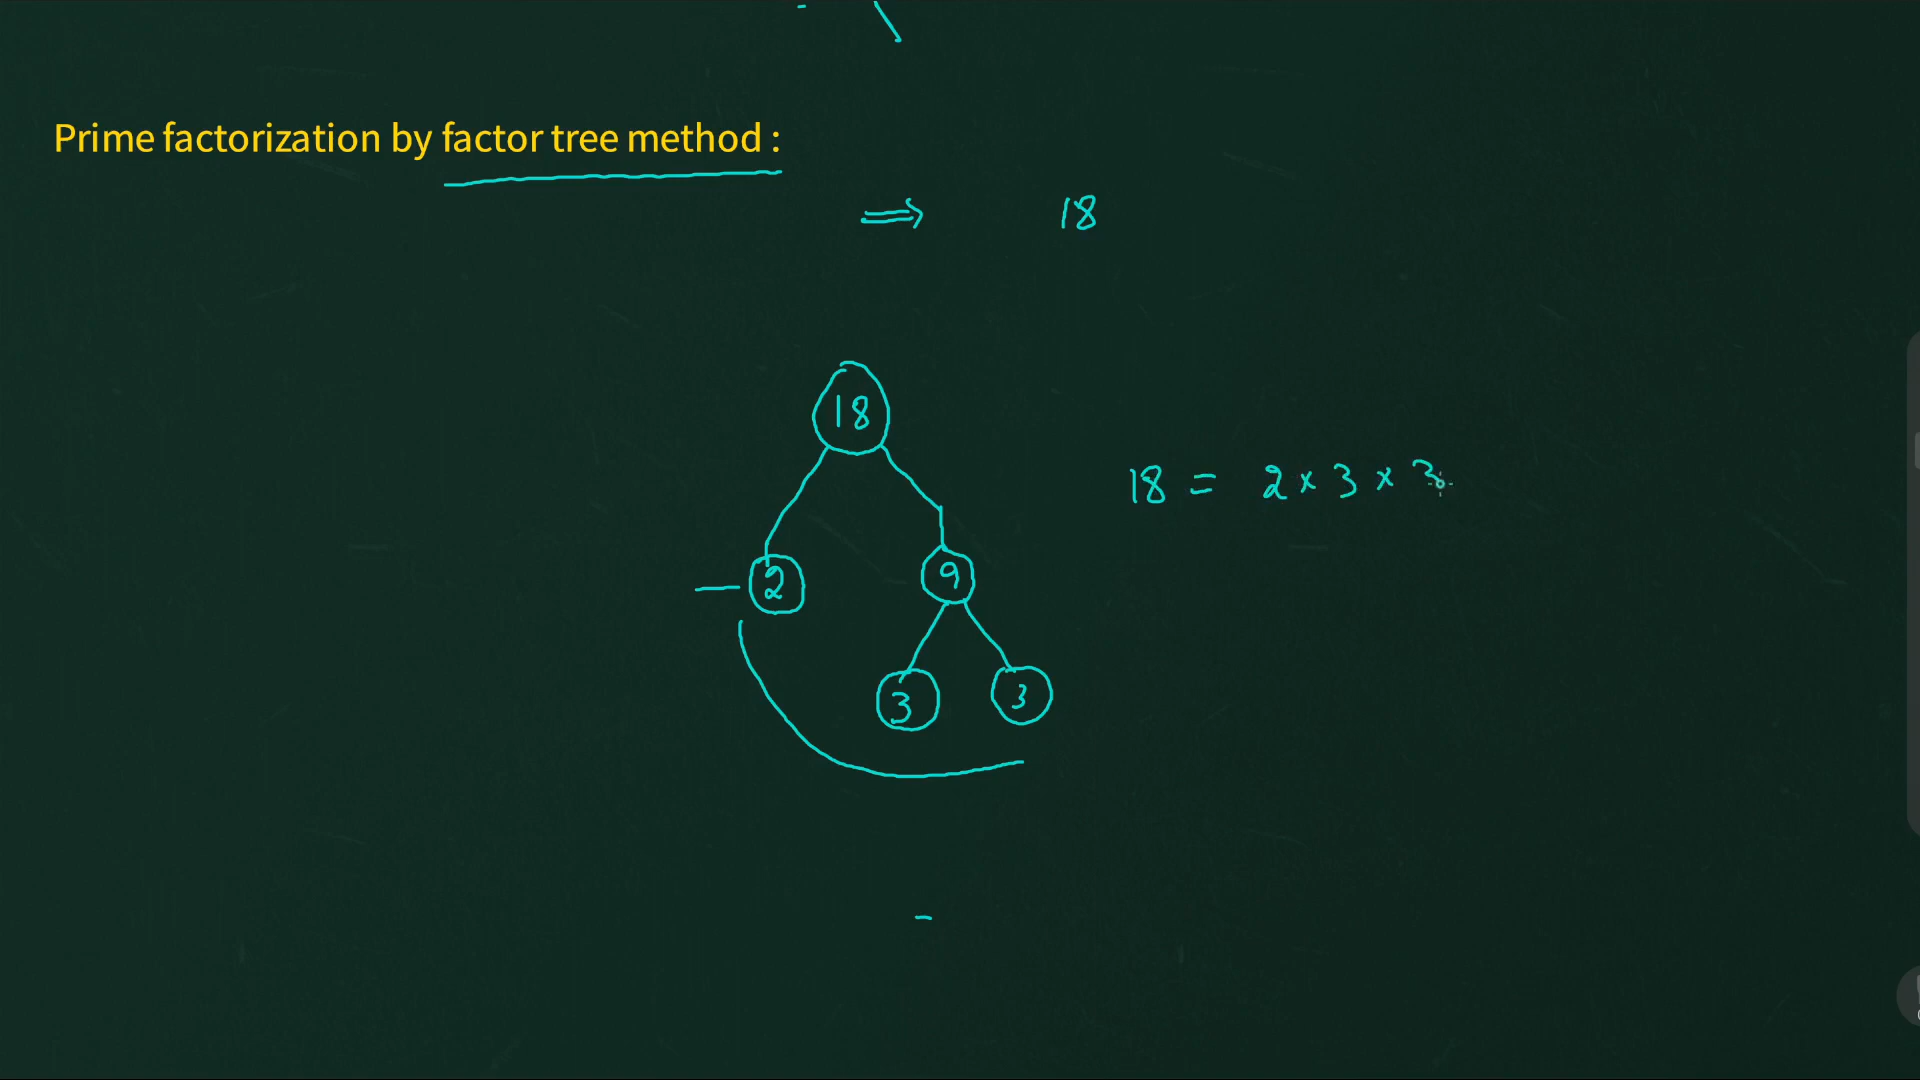 Prime factorization by factor tree method :
⇒ 18
18
18 = 2 × 3 × 3
2 9
3 3